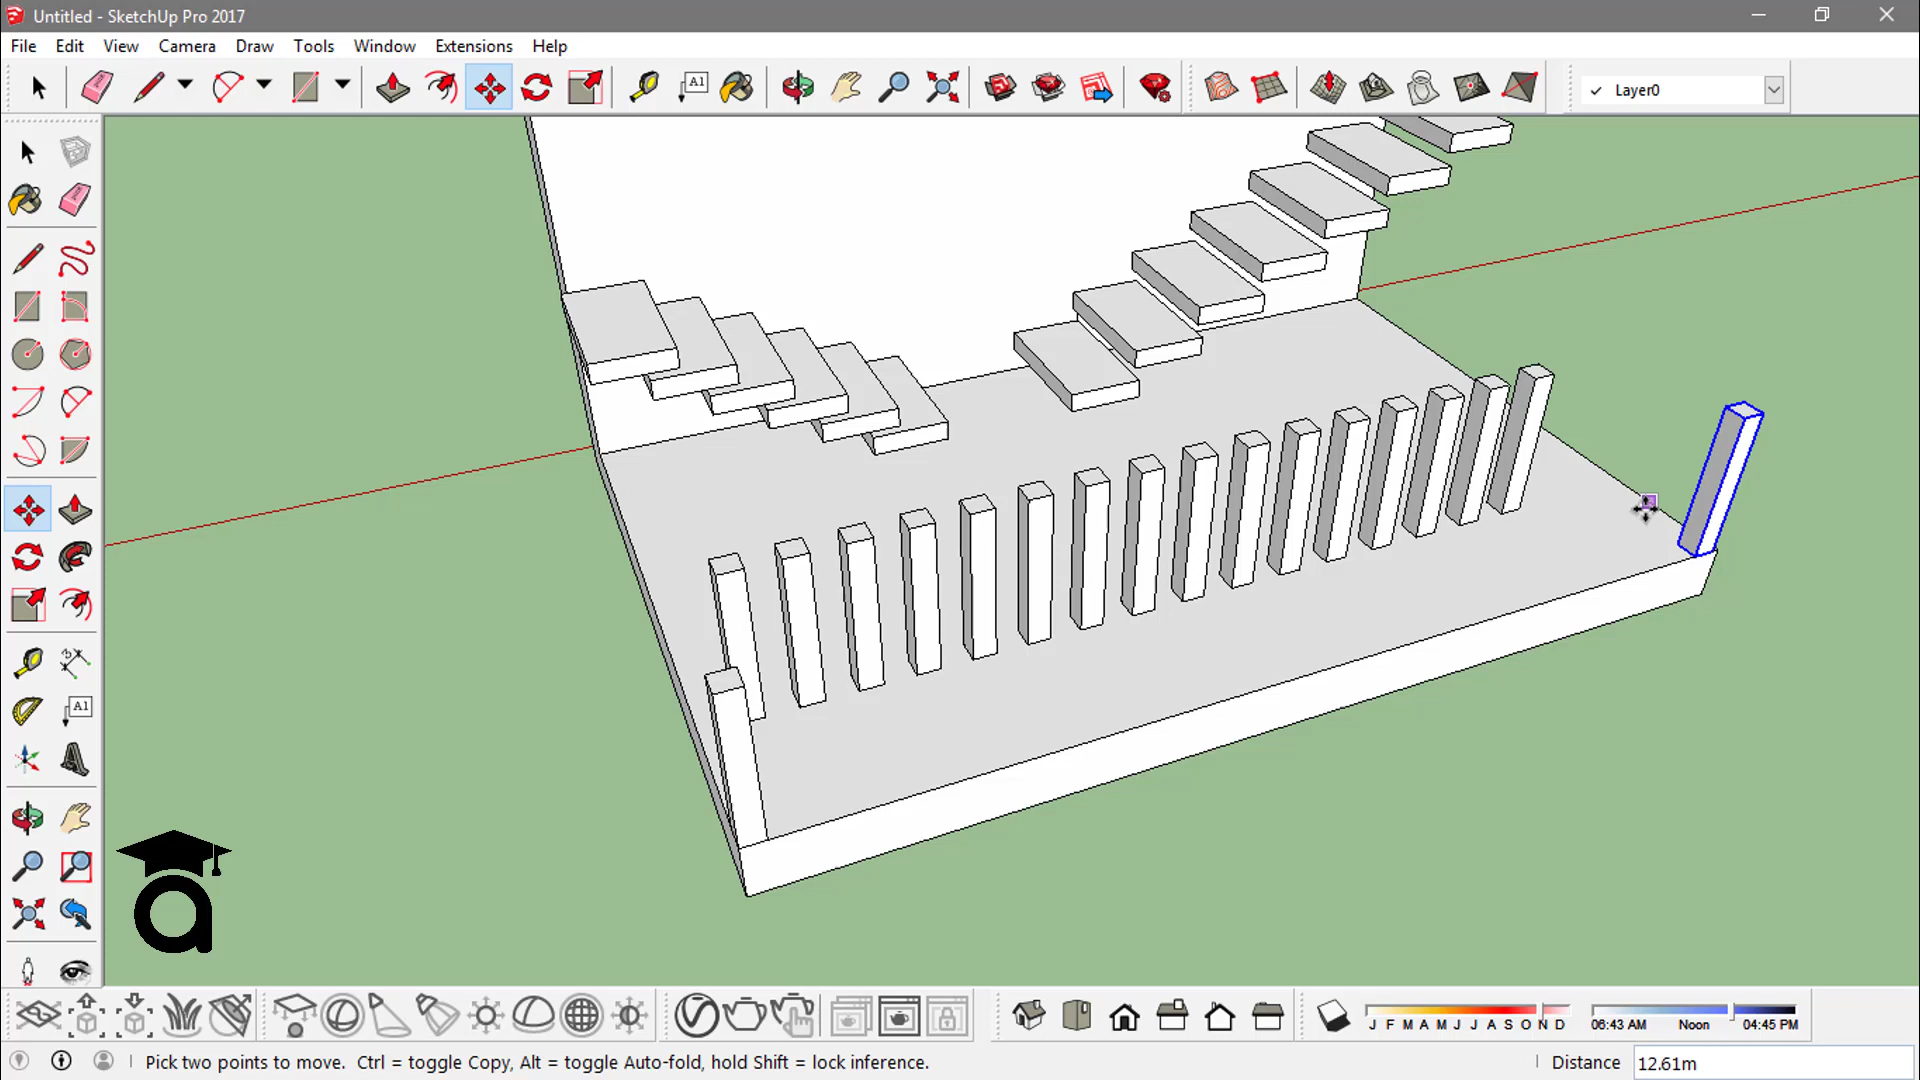 Untitled - SketchUp Pro 2017
File Edit View Camera Draw Tools Window Extensions Help
A1
Layer0
A1
a
J F M A M J J A S O N D
06:43 AM Noon 04:45 PM
Pick two points to move. Ctrl = toggle Copy, Alt = toggle Auto-fold, hold Shift = lock inference.
Distance 12.61m